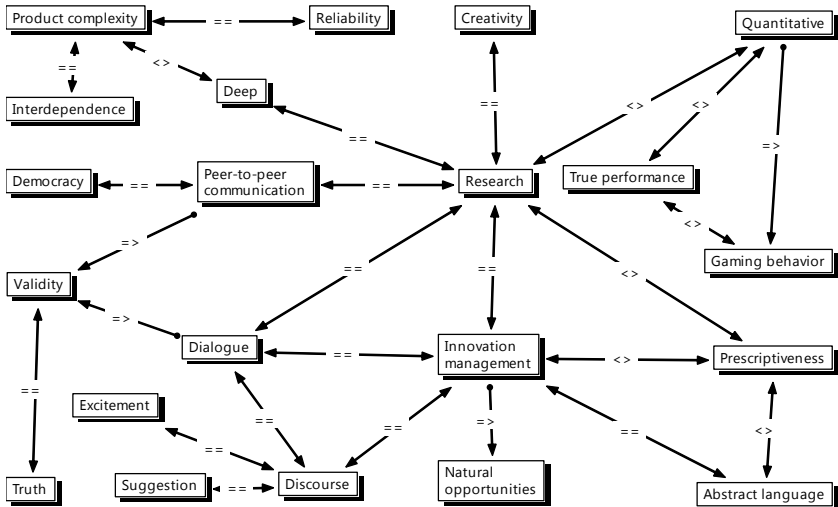 Product complexity
==
Reliability
Creativity
Quantitative
==
<>
Interdependence
Deep
==
==
<>
<>
=>
Democracy
==
Peer-to-peer
communication
==
Research
True performance
<>
Gaming behavior
=>
Validity
==
==
<>
=>
Dialogue
==
Innovation
management
<>
Prescriptiveness
==
Excitement
==
==
==
=>
==
<>
Truth
Suggestion
==
Discourse
Natural
opportunities
Abstract language